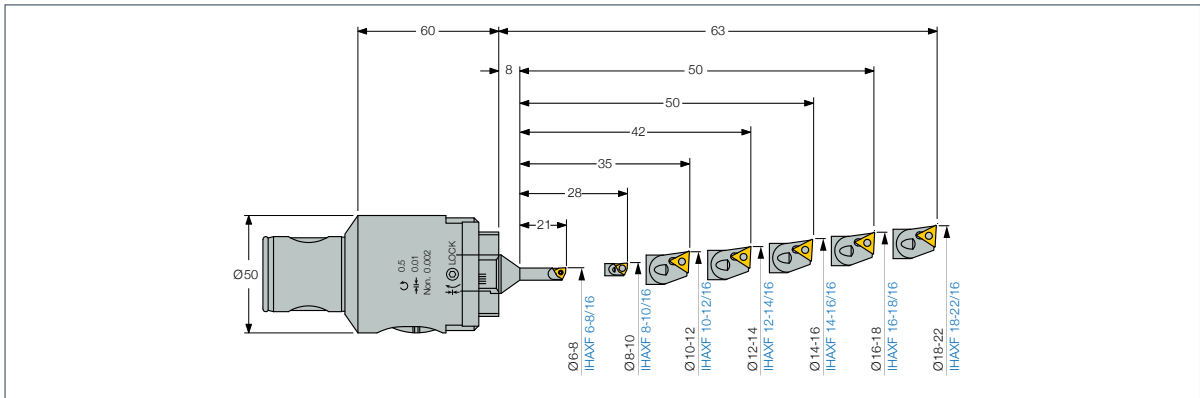 60
63
8
50
50
42
35
28
21
Ø50
0.5
0.01
Non. 0.002
LOCK
Ø6-8
IHAXF 6-8/16
Ø8-10
IHAXF 8-10/16
Ø10-12
IHAXF 10-12/16
Ø12-14
IHAXF 12-14/16
Ø14-16
IHAXF 14-16/16
Ø16-18
IHAXF 16-18/16
Ø18-22
IHAXF 18-22/16